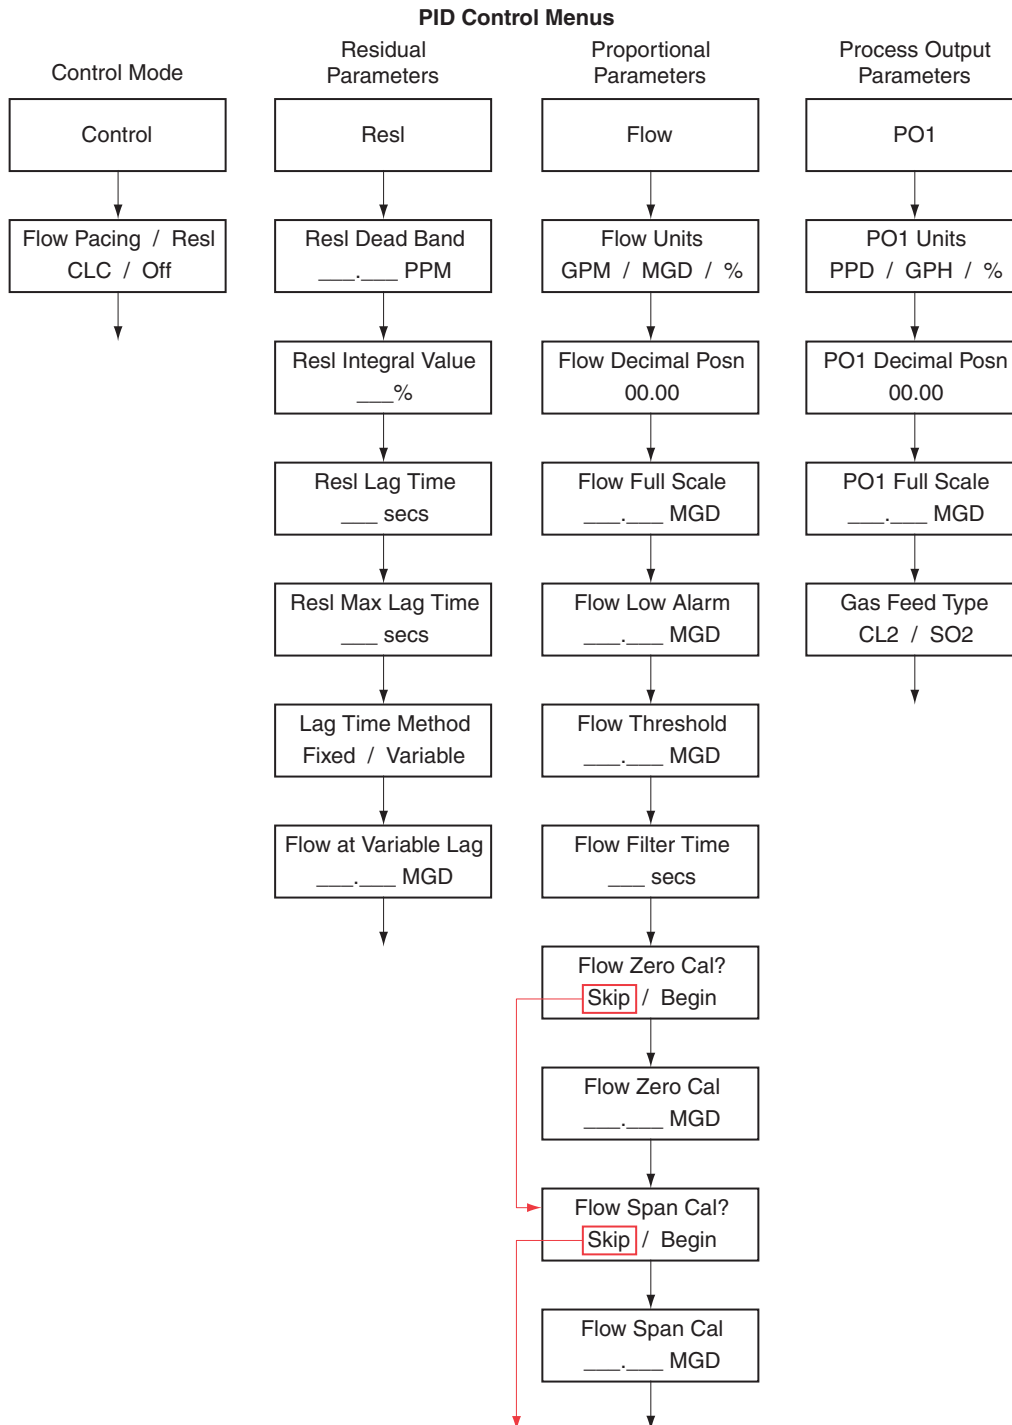 PID Control Menus
Control Mode
Control
Flow Pacing / Resl
CLC / Off
Residual
Parameters
Resl
Resl Dead Band
___.___ PPM
Resl Integral Value
___%
Resl Lag Time
___ secs
Resl Max Lag Time
___ secs
Lag Time Method
Fixed / Variable
Flow at Variable Lag
___.___ MGD
Proportional
Parameters
Flow
Flow Units
GPM / MGD / %
Flow Decimal Posn
00.00
Flow Full Scale
___.___ MGD
Flow Low Alarm
___.___ MGD
Flow Threshold
___.___ MGD
Flow Filter Time
___ secs
Flow Zero Cal?
Skip / Begin
Flow Zero Cal
___.___ MGD
Flow Span Cal?
Skip / Begin
Flow Span Cal
___.___ MGD
Process Output
Parameters
PO1
PO1 Units
PPD / GPH / %
PO1 Decimal Posn
00.00
PO1 Full Scale
___.___ MGD
Gas Feed Type
CL2 / SO2